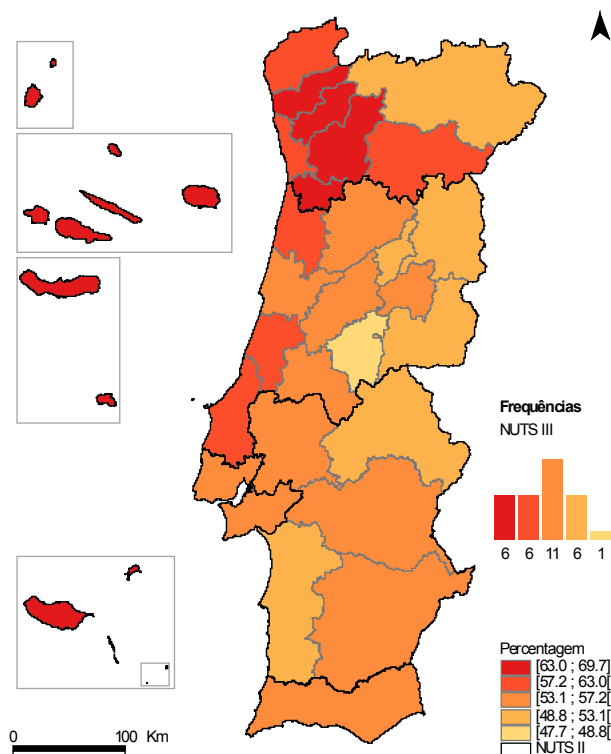 Frequências
NUTS III
6 6 11 6 1
Percentagem
[63.0 ; 69.7]
[57.2 ; 63.0[
[53.1 ; 57.2[
[48.8 ; 53.1[
[47.7 ; 48.8[
NUTS II
0 100 Km